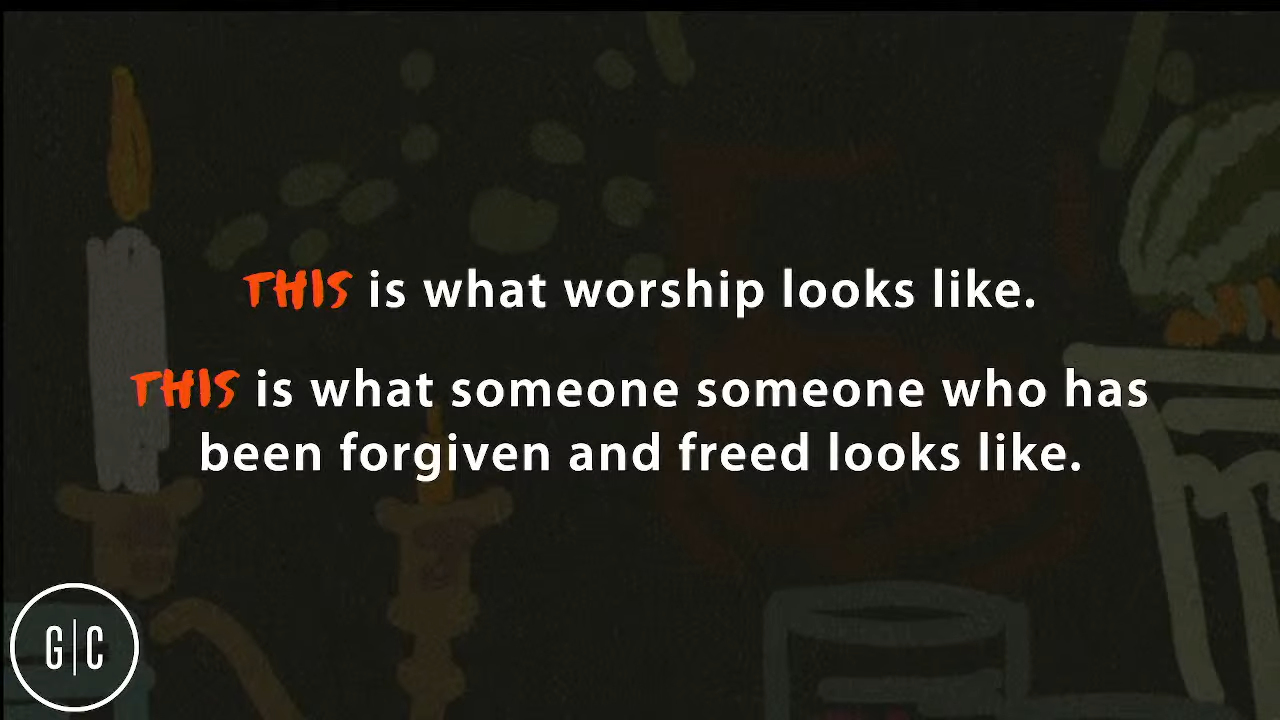 THIS is what worship looks like.
THIS is what someone someone who has
been forgiven and freed looks like.
G|C